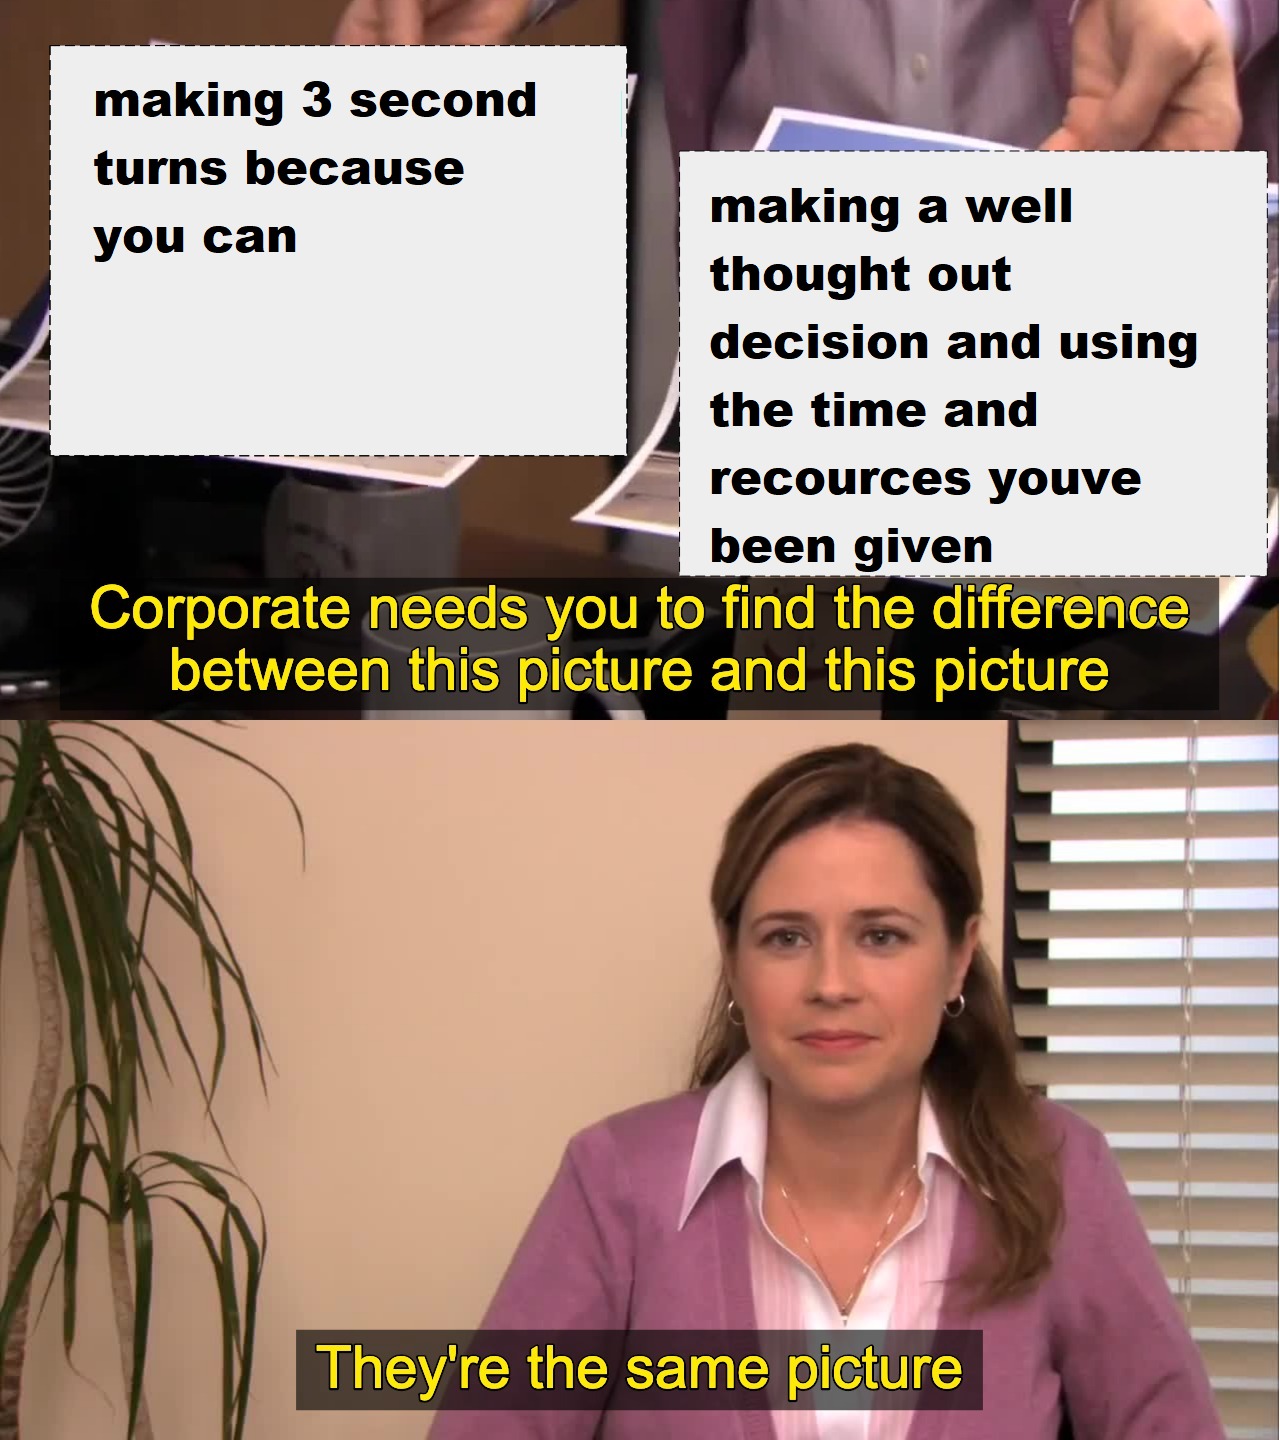 making 3 second
turns because
you can
making a well
thought out
decision and using
the time and
recources youve
been given
Corporate needs you to find the difference
between this picture and this picture
They're the same picture